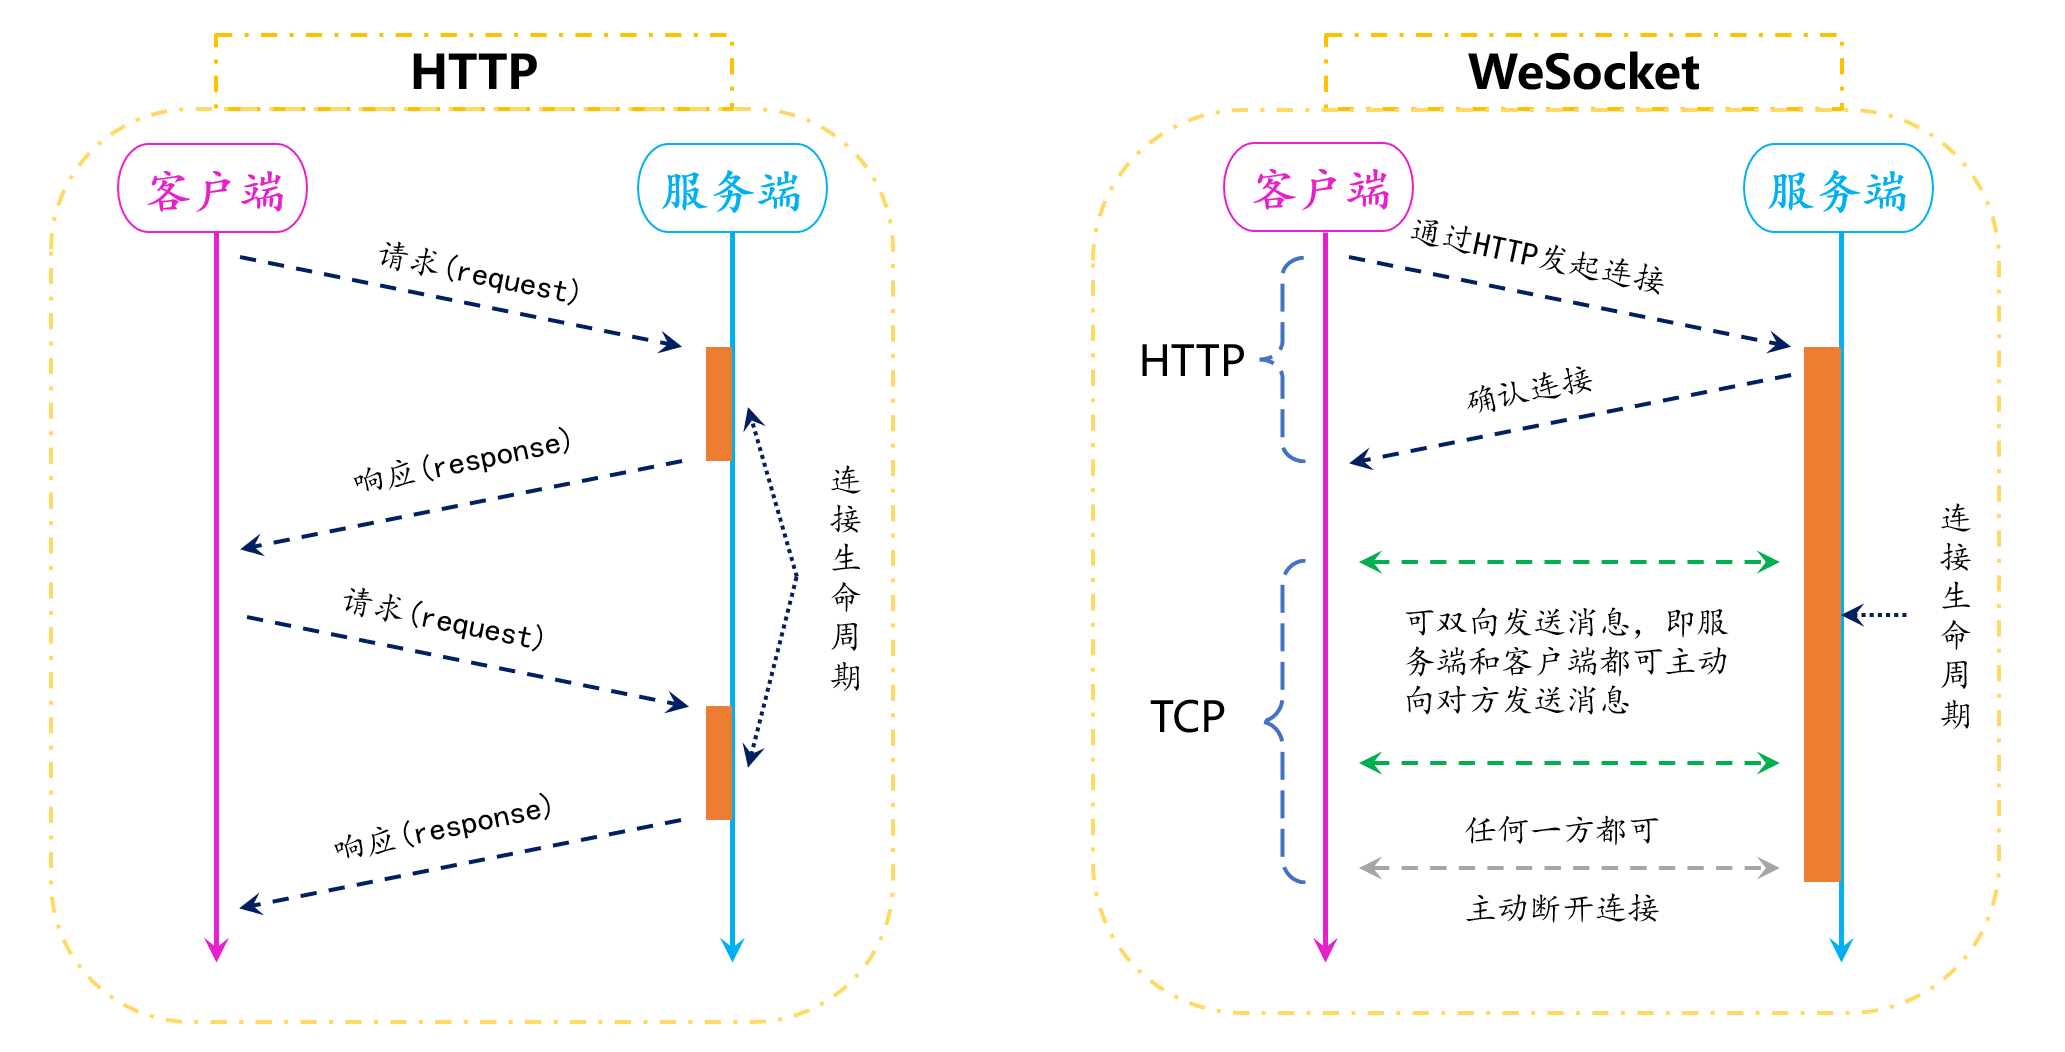 HTTP
客户端
服务端
请求(request)
响应(response)
请求(request)
响应(response)
连接生命周期
WeSocket
客户端
服务端
通过HTTP发起连接
HTTP
确认连接
可双向发送消息，即服
务端和客户端都可主动
向对方发送消息
TCP
任何一方都可
主动断开连接
连接生命周期